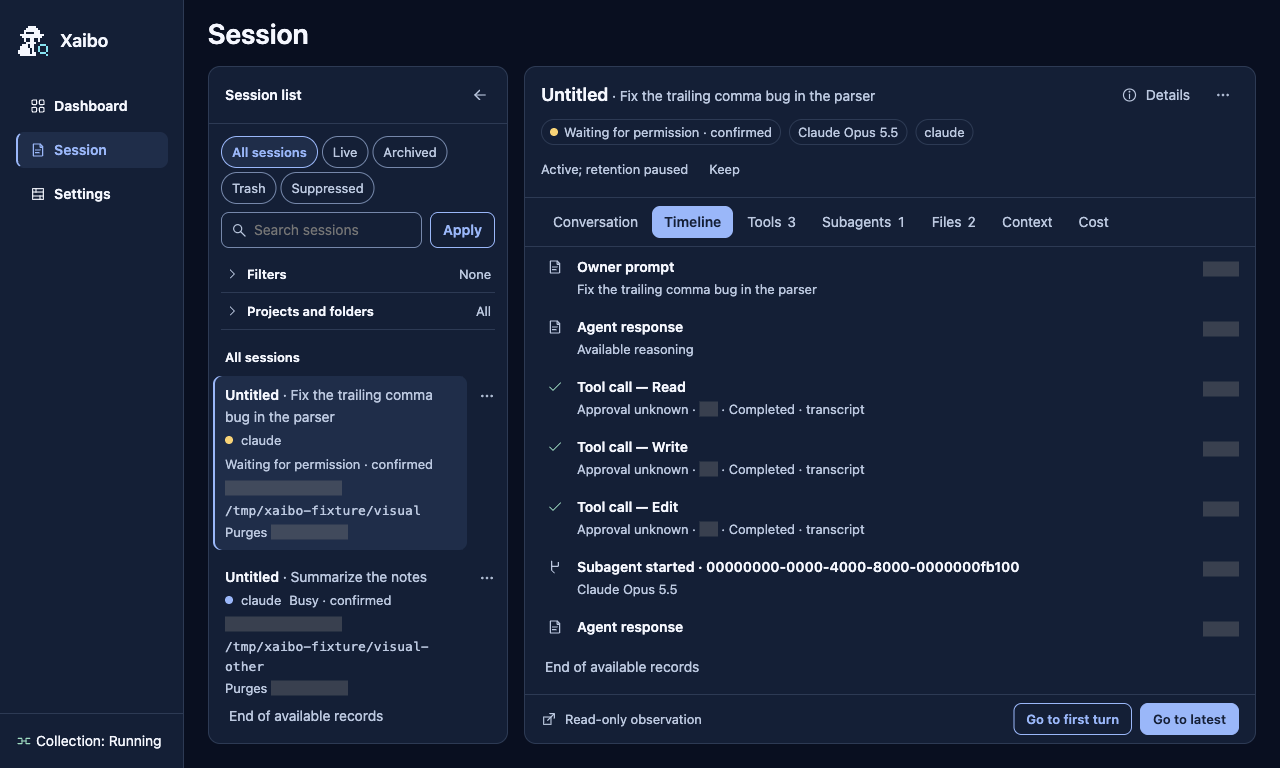 Xaibo
Dashboard
Session
Settings
Collection: Running
Session
Session list
All sessions
Live
Archived
Trash
Suppressed
Search sessions
Apply
Filters
None
Projects and folders
All
All sessions
Untitled · Fix the trailing comma
bug in the parser
claude
Waiting for permission · confirmed
/tmp/xaibo-fixture/visual
Purges
Untitled · Summarize the notes
claude Busy · confirmed
/tmp/xaibo-fixture/visual-
other
Purges
End of available records
Untitled · Fix the trailing comma bug in the parser
Details
Waiting for permission · confirmed
Claude Opus 5.5
claude
Active; retention paused
Keep
Conversation
Timeline
Tools 3
Subagents 1
Files 2
Context
Cost
Owner prompt
Fix the trailing comma bug in the parser
Agent response
Available reasoning
Tool call — Read
Approval unknown · · Completed · transcript
Tool call — Write
Approval unknown · · Completed · transcript
Tool call — Edit
Approval unknown · · Completed · transcript
Subagent started · 00000000-0000-4000-8000-0000000fb100
Claude Opus 5.5
Agent response
End of available records
Read-only observation
Go to first turn
Go to latest